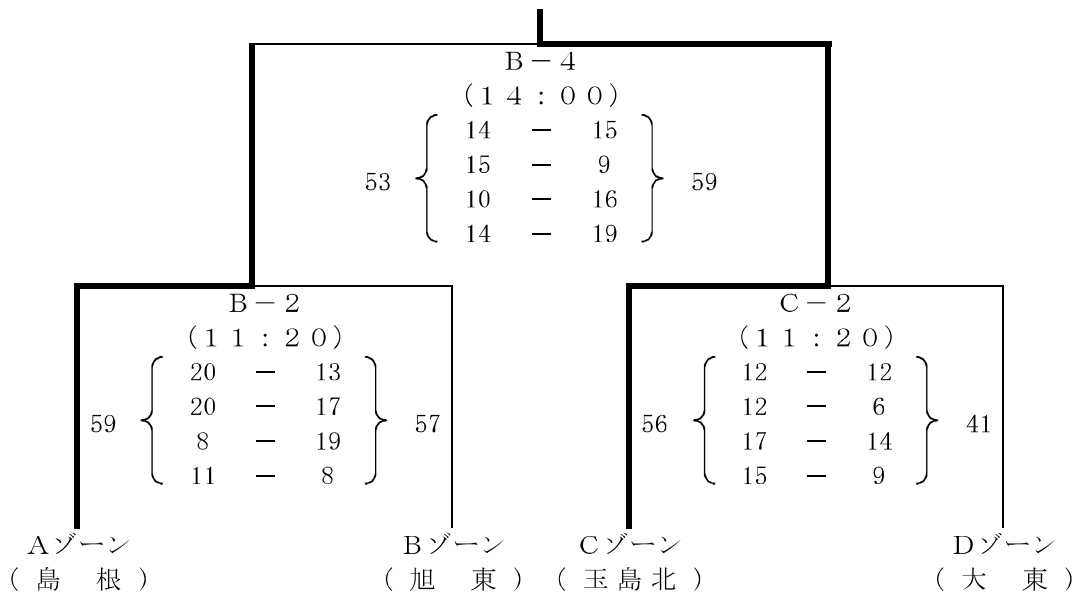 B－4
(14:00)
14 － 15
15 － 9
53 10 － 16 59
14 － 19
B－2
(11:20)
20 － 13
20 － 17
59 8 － 19 57
11 － 8
C－2
(11:20)
12 － 12
12 － 6
56 17 － 14 41
15 － 9
Aゾーン Bゾーン Cゾーン Dゾーン
(島 根) (旭 東) (玉島北) (大 東)